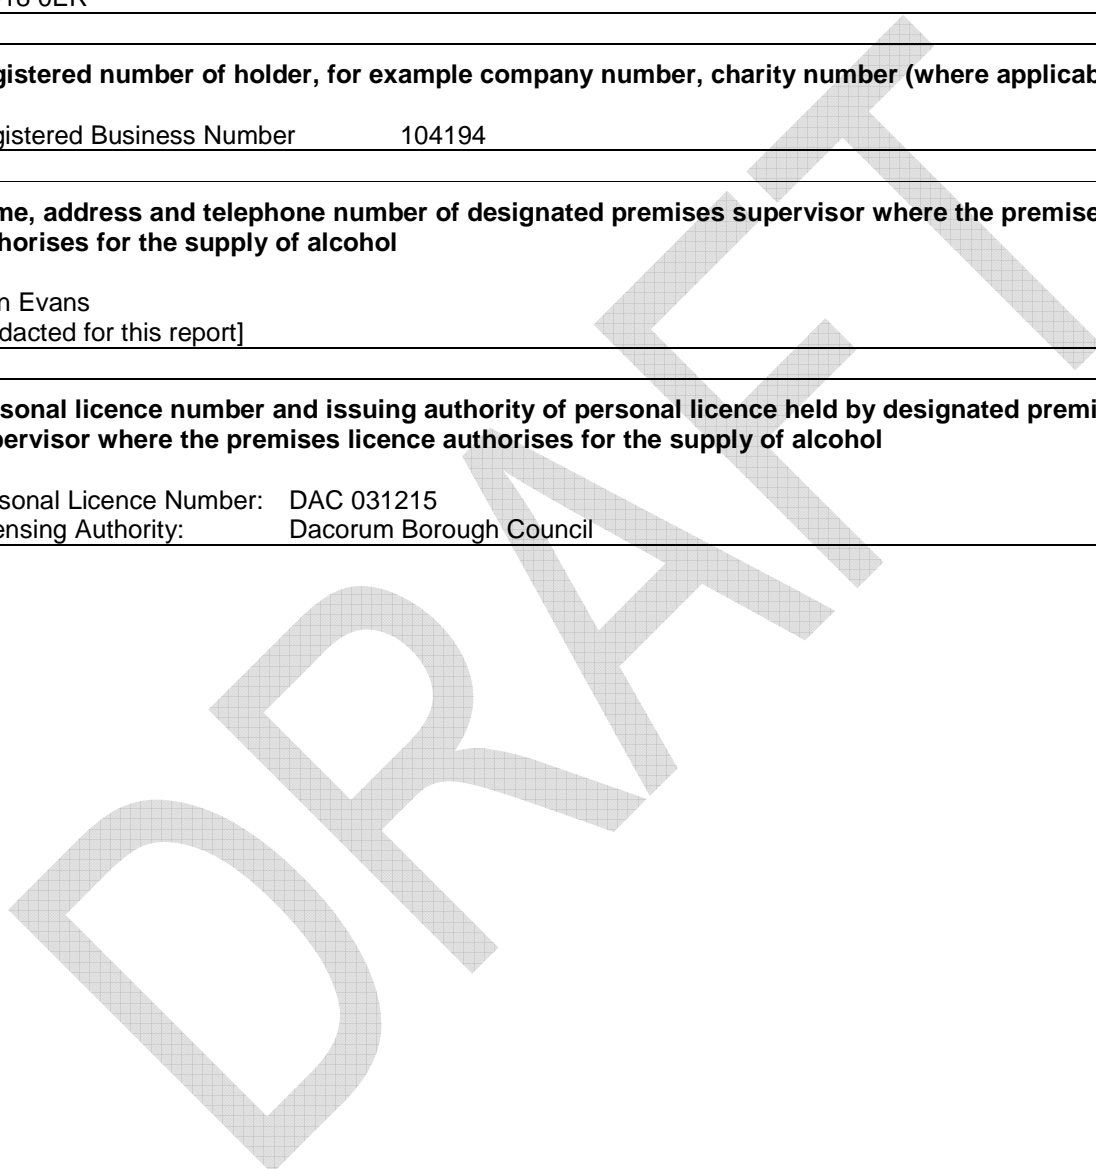 gistered number of holder, for example company number, charity number (where applicab
gistered Business Number 104194
me, address and telephone number of designated premises supervisor where the premise
horises for the supply of alcohol
n Evans
dacted for this report]
sonal licence number and issuing authority of personal licence held by designated premi
pervisor where the premises licence authorises for the supply of alcohol
sonal Licence Number: DAC 031215
ensing Authority: Dacorum Borough Council
DRAFT